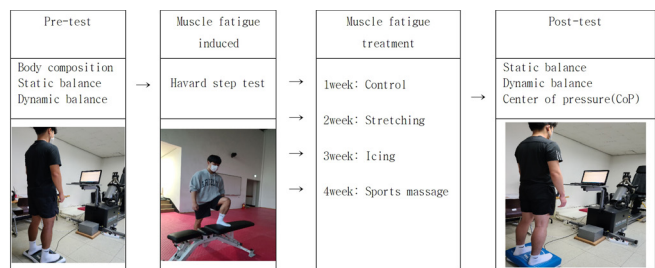 Pre-test
Body composition
Static balance
Dynamic balance
→
Muscle fatigue
induced
Havard step test
→
→
→
→
Muscle fatigue
treatment
1week: Control
2week: Stretching
3week: Icing
4week: Sports massage
→
Post-test
Static balance
Dynamic balance
Center of pressure(CoP)